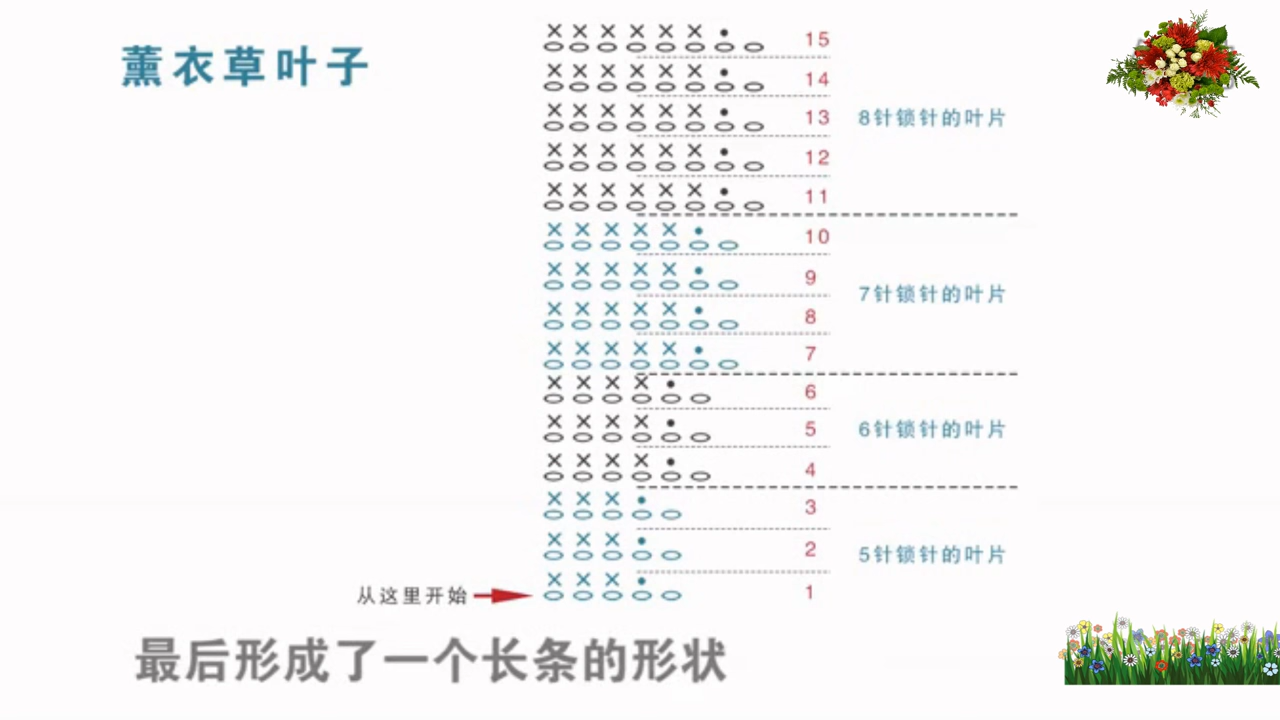 薰衣草叶子
15
14
13
8针锁针的叶片
12
11
10
9
7针锁针的叶片
8
7
6
5
6针锁针的叶片
4
3
2
5针锁针的叶片
从这里开始
1
最后形成了一个长条的形状